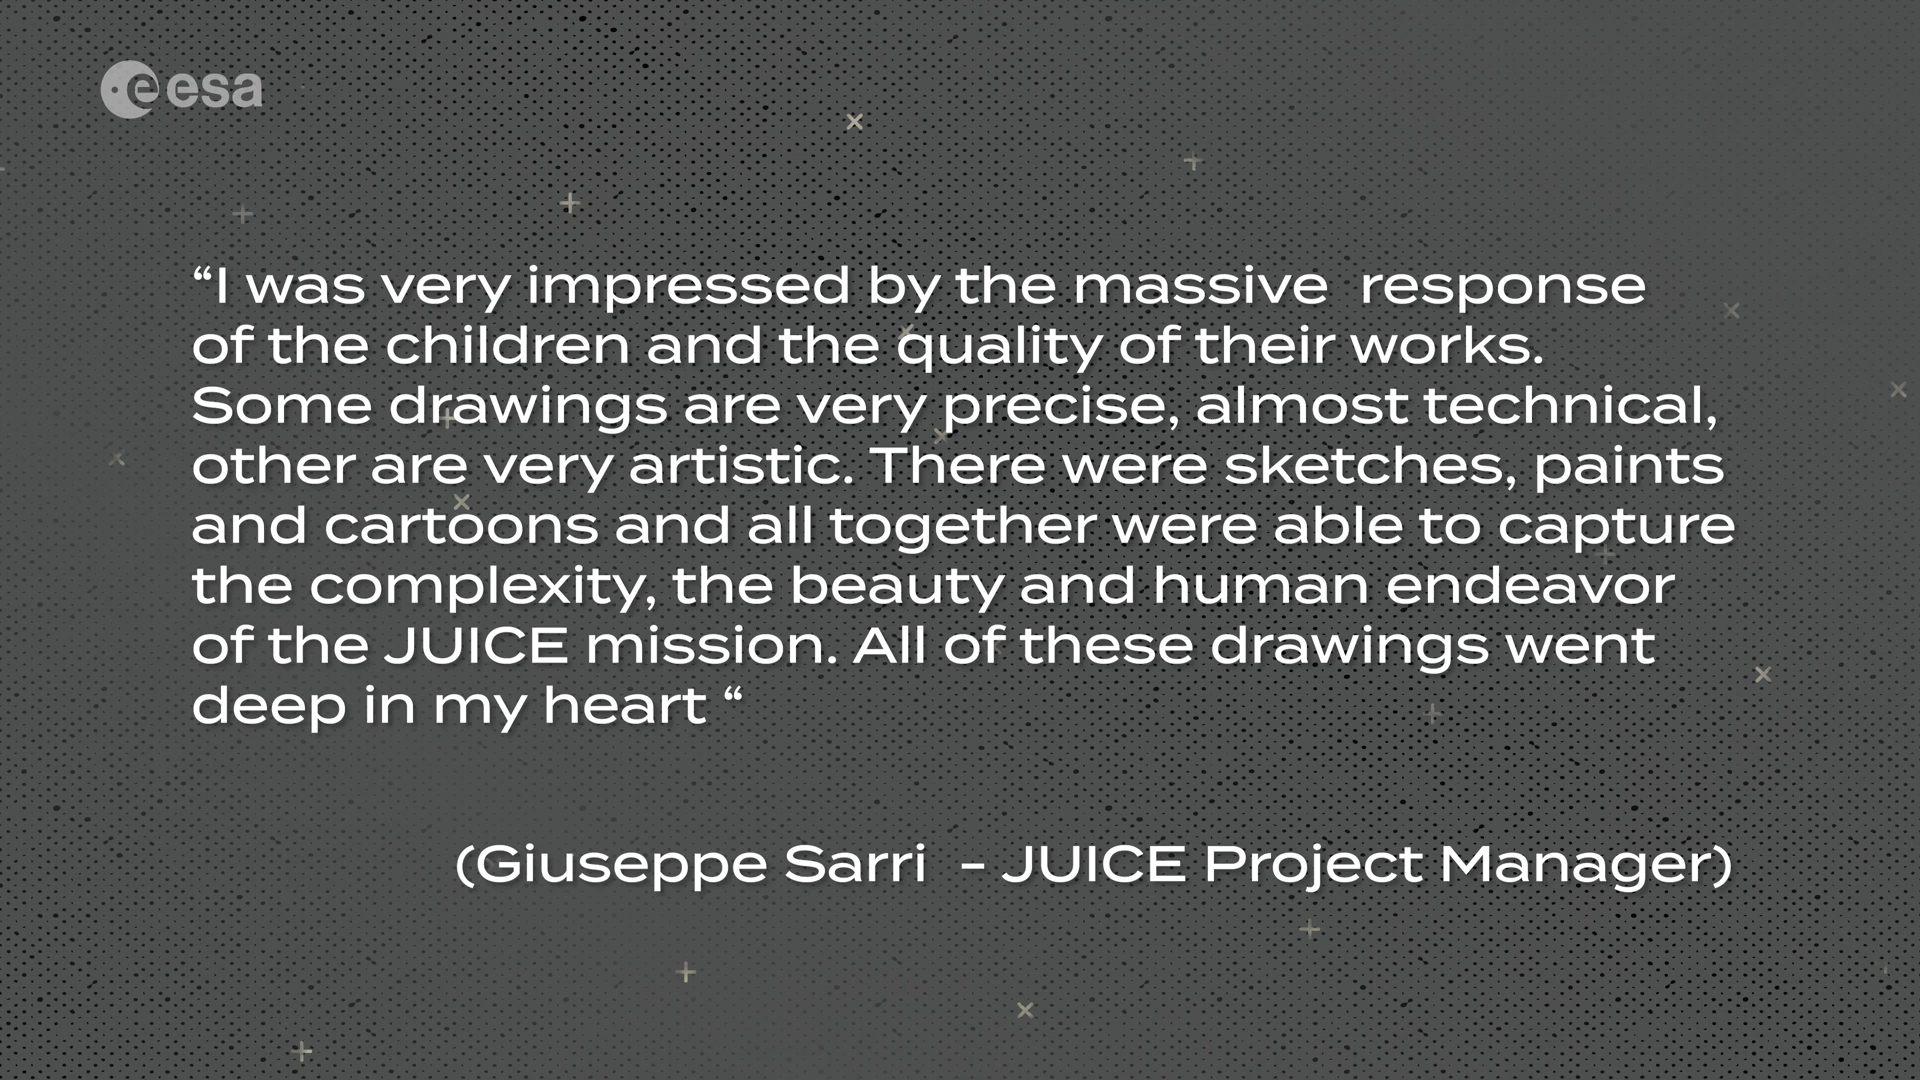 esa
“I was very impressed by the massive  response
of the children and the quality of their works.
Some drawings are very precise, almost technical,
other are very artistic. There were sketches, paints
and cartoons and all together were able to capture
the complexity, the beauty and human endeavor
of the JUICE mission. All of these drawings went
deep in my heart “
(Giuseppe Sarri  – JUICE Project Manager)